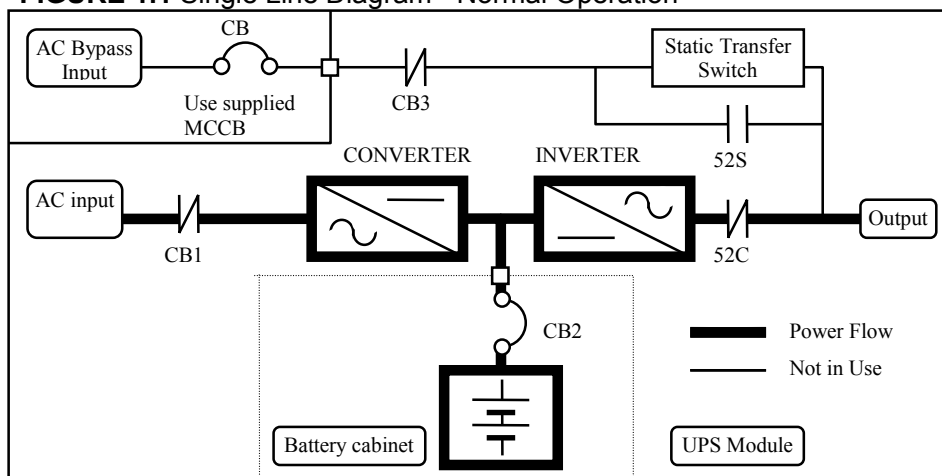 FIGURE 1.1 Single Line Diagram - Normal Operation
AC Bypass
Input
CB
Use supplied
MCCB
CB3
Static Transfer
Switch
52S
CONVERTER
INVERTER
AC input
CB1
52C
Output
CB2
Power Flow
Not in Use
Battery cabinet
UPS Module